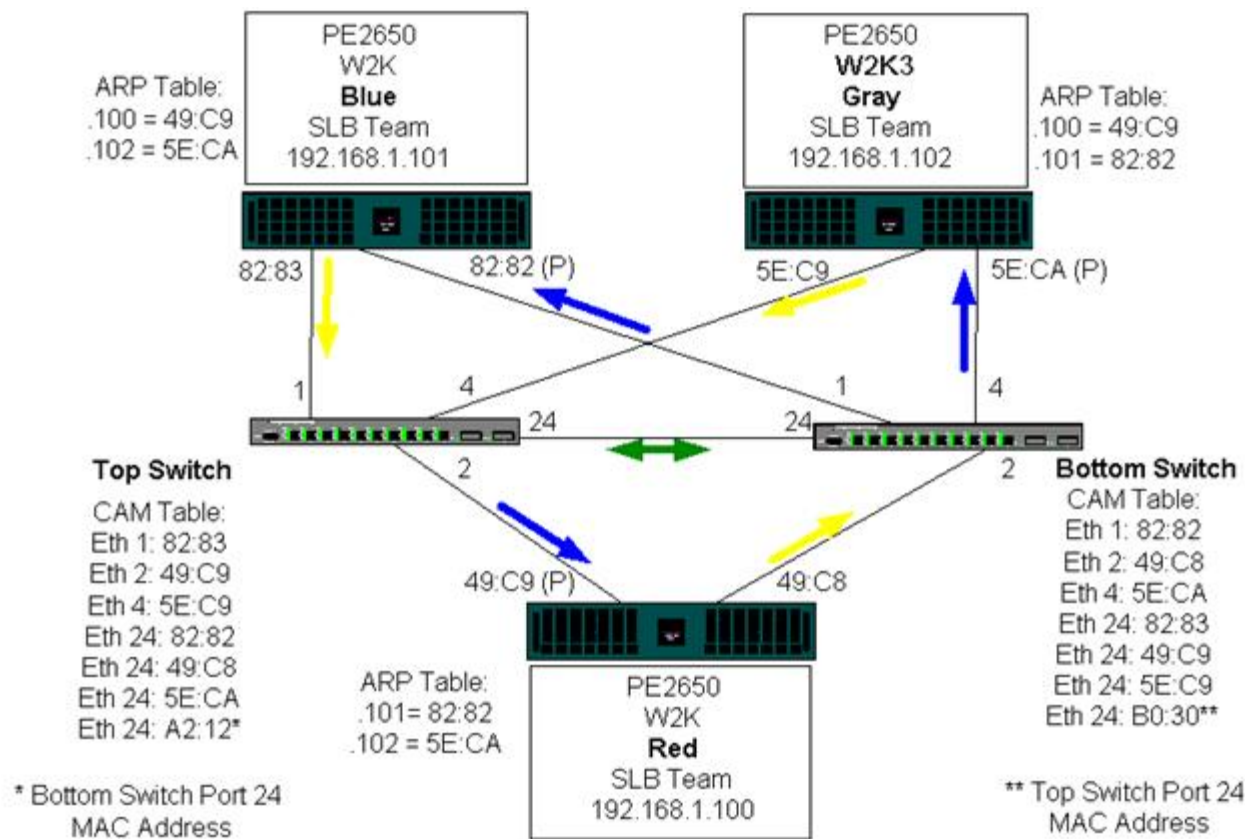 PE2650
W2K
Blue
SLB Team
192.168.1.101
ARP Table:
.100 = 49:C9
.102 = 5E:CA
PE2650
W2K3
Gray
SLB Team
192.168.1.102
ARP Table:
.100 = 49:C9
.101 = 82:82
82:83
82:82 (P)
5E:C9
5E:CA (P)
1
4
24
2
24
1
4
2
Top Switch
CAM Table:
Eth 1: 82:83
Eth 2: 49:C9
Eth 4: 5E:C9
Eth 24: 82:82
Eth 24: 49:C8
Eth 24: 5E:CA
Eth 24: A2:12*
* Bottom Switch Port 24
MAC Address
Bottom Switch
CAM Table:
Eth 1: 82:82
Eth 2: 49:C8
Eth 4: 5E:CA
Eth 24: 82:83
Eth 24: 49:C9
Eth 24: 5E:C9
Eth 24: B0:30**
** Top Switch Port 24
MAC Address
49:C9 (P)
49:C8
ARP Table:
.101= 82:82
.102 = 5E:CA
PE2650
W2K
Red
SLB Team
192.168.1.100